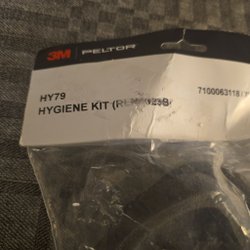 3M PELTOR
HY79
7100063118
HYGIENE KIT